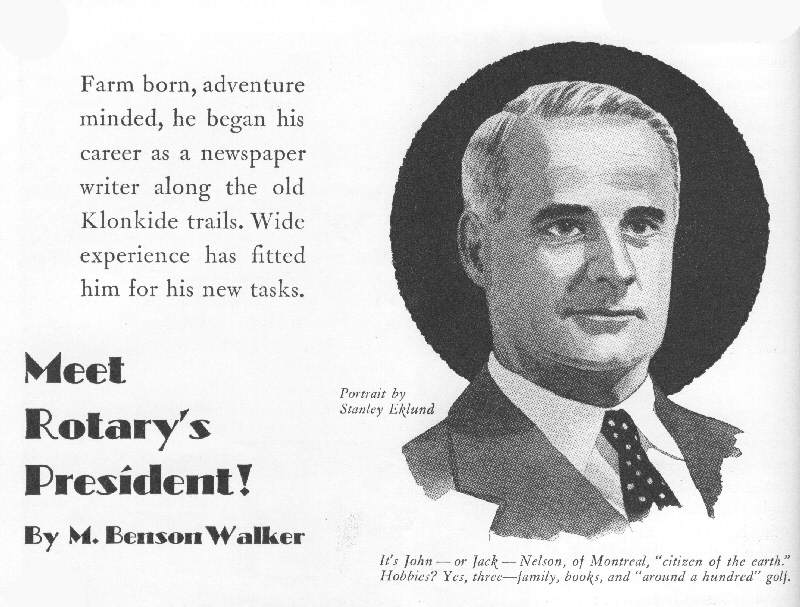 Farm born, adventure
minded, he began his
career as a newspaper
writer along the old
Klonkide trails. Wide
experience has fitted
him for his new tasks.
Meet
Rotary's
President!
By M. Benson Walker
Portrait by
Stanley Eklund
It's John — or Jack — Nelson, of Montreal, "citizen of the earth."
Hobbies? Yes, three—family, books, and "around a hundred" golf.